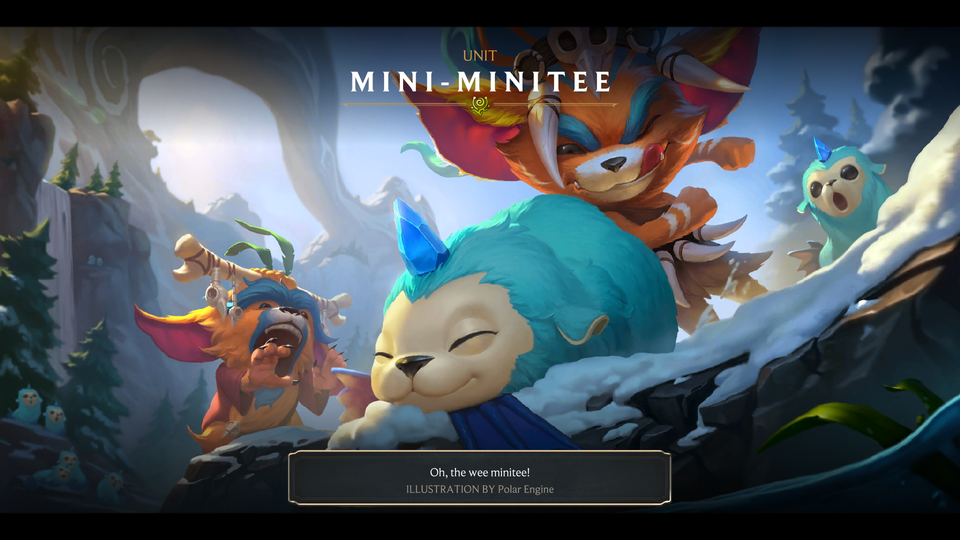 UNIT
MINI-MINITEE
Oh, the wee minitee!
ILLUSTRATION BY Polar Engine